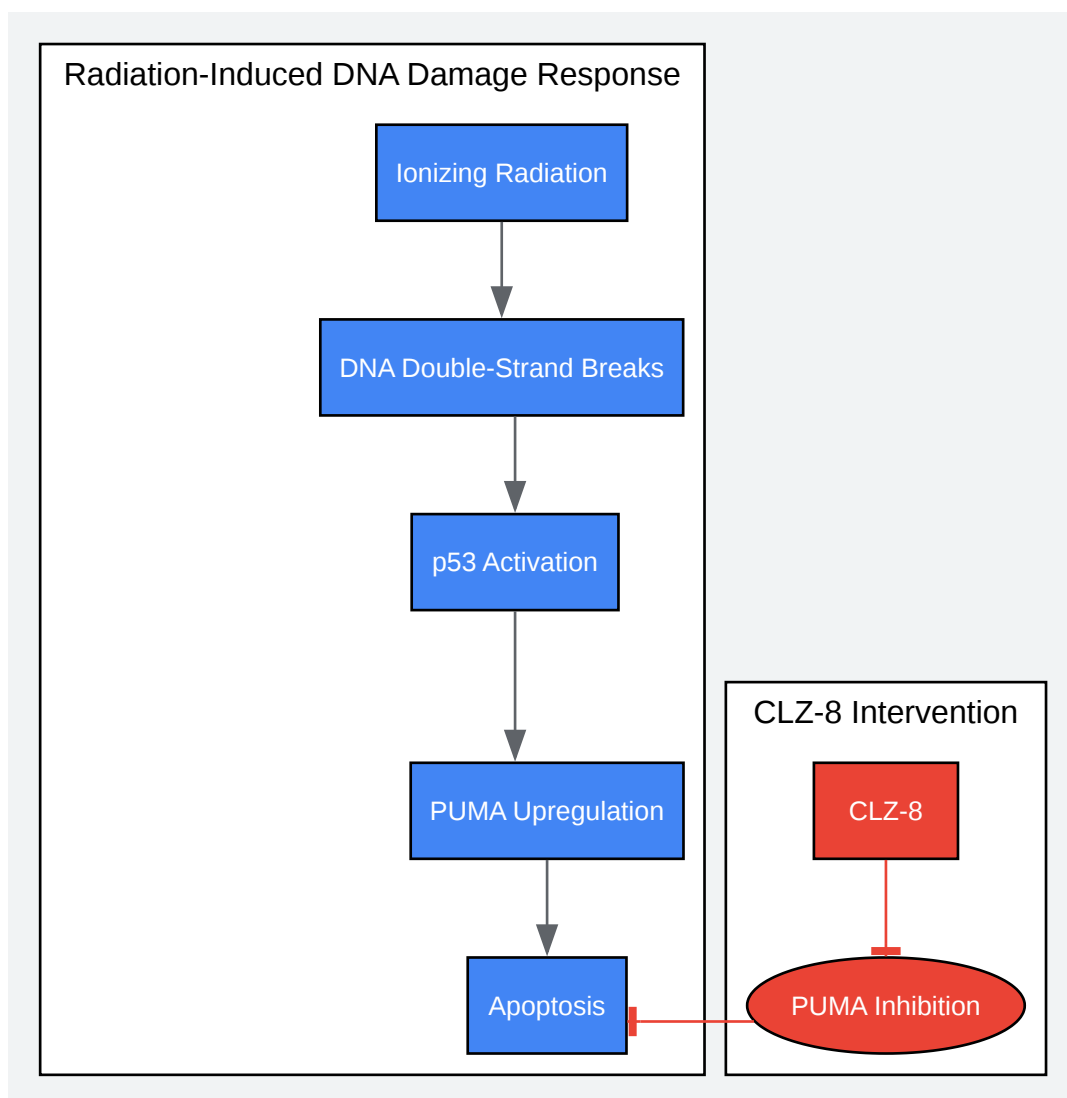 Radiation-Induced DNA Damage Response
Ionizing Radiation
DNA Double-Strand Breaks
p53 Activation
PUMA Upregulation
Apoptosis
CLZ-8 Intervention
CLZ-8
PUMA Inhibition